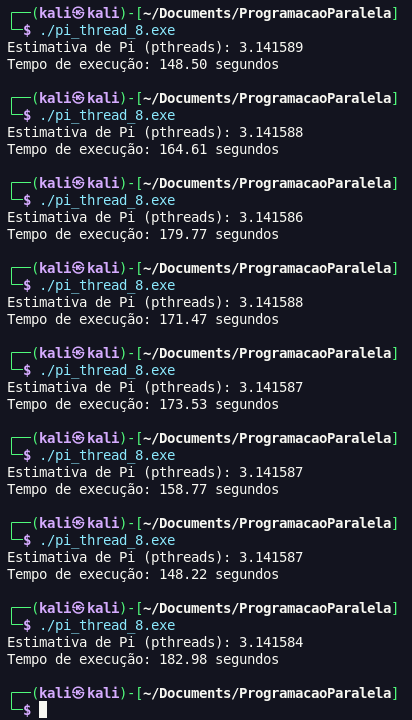 ┌──(kali㉿kali)-[~/Documents/ProgramacaoParalela]
└─$ ./pi_thread_8.exe
Estimativa de Pi (pthreads): 3.141589
Tempo de execução: 148.50 segundos

┌──(kali㉿kali)-[~/Documents/ProgramacaoParalela]
└─$ ./pi_thread_8.exe
Estimativa de Pi (pthreads): 3.141588
Tempo de execução: 164.61 segundos

┌──(kali㉿kali)-[~/Documents/ProgramacaoParalela]
└─$ ./pi_thread_8.exe
Estimativa de Pi (pthreads): 3.141586
Tempo de execução: 179.77 segundos

┌──(kali㉿kali)-[~/Documents/ProgramacaoParalela]
└─$ ./pi_thread_8.exe
Estimativa de Pi (pthreads): 3.141588
Tempo de execução: 171.47 segundos

┌──(kali㉿kali)-[~/Documents/ProgramacaoParalela]
└─$ ./pi_thread_8.exe
Estimativa de Pi (pthreads): 3.141587
Tempo de execução: 173.53 segundos

┌──(kali㉿kali)-[~/Documents/ProgramacaoParalela]
└─$ ./pi_thread_8.exe
Estimativa de Pi (pthreads): 3.141587
Tempo de execução: 158.77 segundos

┌──(kali㉿kali)-[~/Documents/ProgramacaoParalela]
└─$ ./pi_thread_8.exe
Estimativa de Pi (pthreads): 3.141587
Tempo de execução: 148.22 segundos

┌──(kali㉿kali)-[~/Documents/ProgramacaoParalela]
└─$ ./pi_thread_8.exe
Estimativa de Pi (pthreads): 3.141584
Tempo de execução: 182.98 segundos

┌──(kali㉿kali)-[~/Documents/ProgramacaoParalela]
└─$